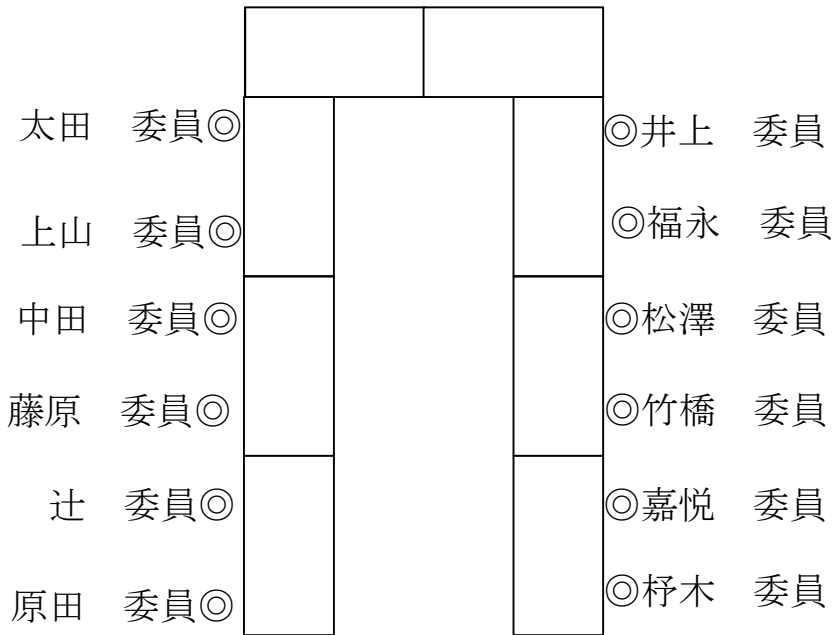 太田　委員◎
◎井上　委員
上山　委員◎
◎福永　委員
中田　委員◎
◎松澤　委員
藤原　委員◎
◎竹橋　委員
辻　委員◎
◎嘉悦　委員
原田　委員◎
◎杼木　委員